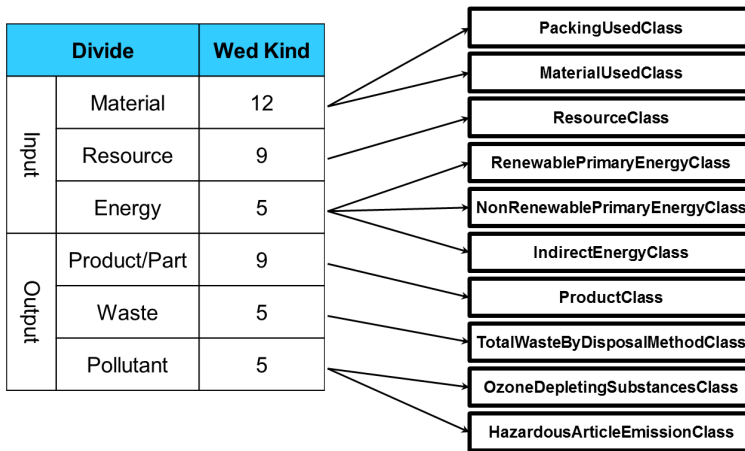 Divide Wed Kind
Input
Material 12
Resource 9
Energy 5
Output
Product/Part 9
Waste 5
Pollutant 5
PackingUsedClass
MaterialUsedClass
ResourceClass
RenewablePrimaryEnergyClass
NonRenewablePrimaryEnergyClass
IndirectEnergyClass
ProductClass
TotalWasteByDisposalMethodClass
OzoneDepletingSubstancesClass
HazardousArticleEmissionClass